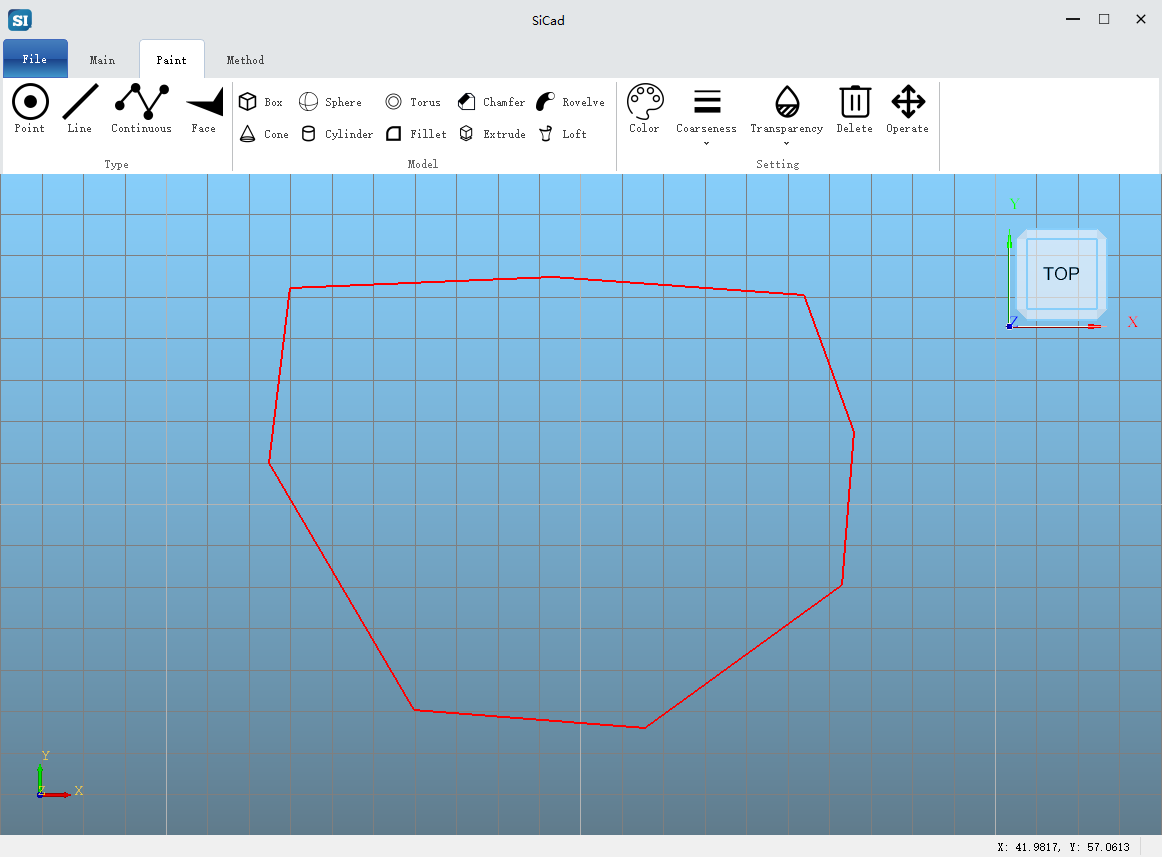 SI
SiCad
File Main Paint Method
Box Sphere Torus Chamfer Rovelve
Point Line Continuous Face Color Coarseness Transparency Delete Operate
Cone Cylinder Fillet Extrude Loft
Type Model Setting
Y
TOP
Z X
Y
Z X
X: 41.9817, Y: 57.0613